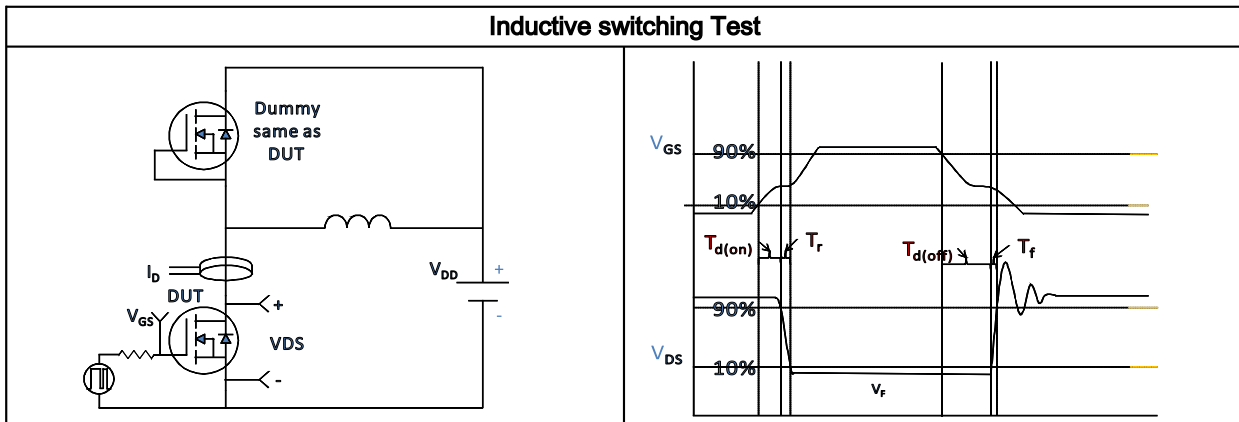 Inductive switching Test
Dummy
same as
DUT
I_D
DUT
+
V_GS
VDS
-
V_DD
+
-
V_GS
90%
10%
T_d(on)
T_r
T_d(off)
T_f
90%
V_DS
10%
V_F